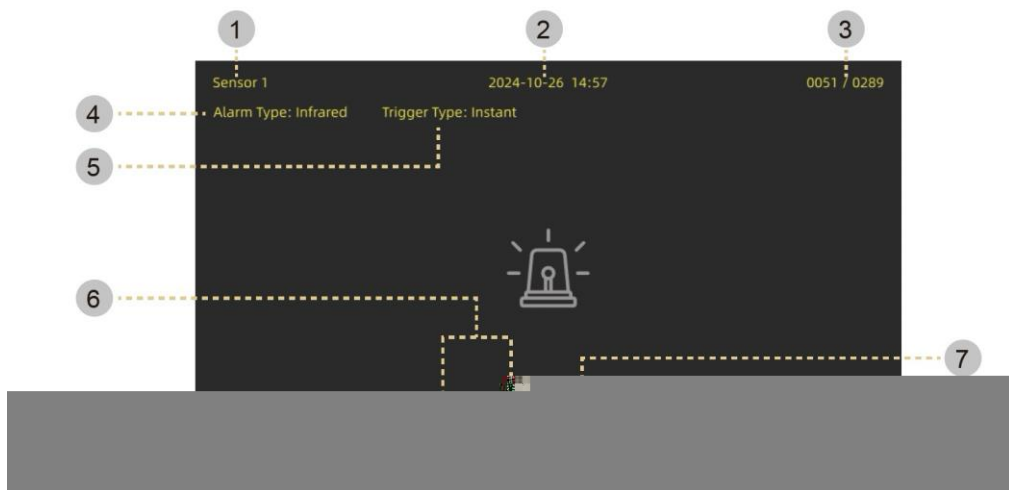 1 2 3
Sensor 1 2024-10-26 14:57 0051 / 0289
4 Alarm Type: Infrared Trigger Type: Instant
5
6
7